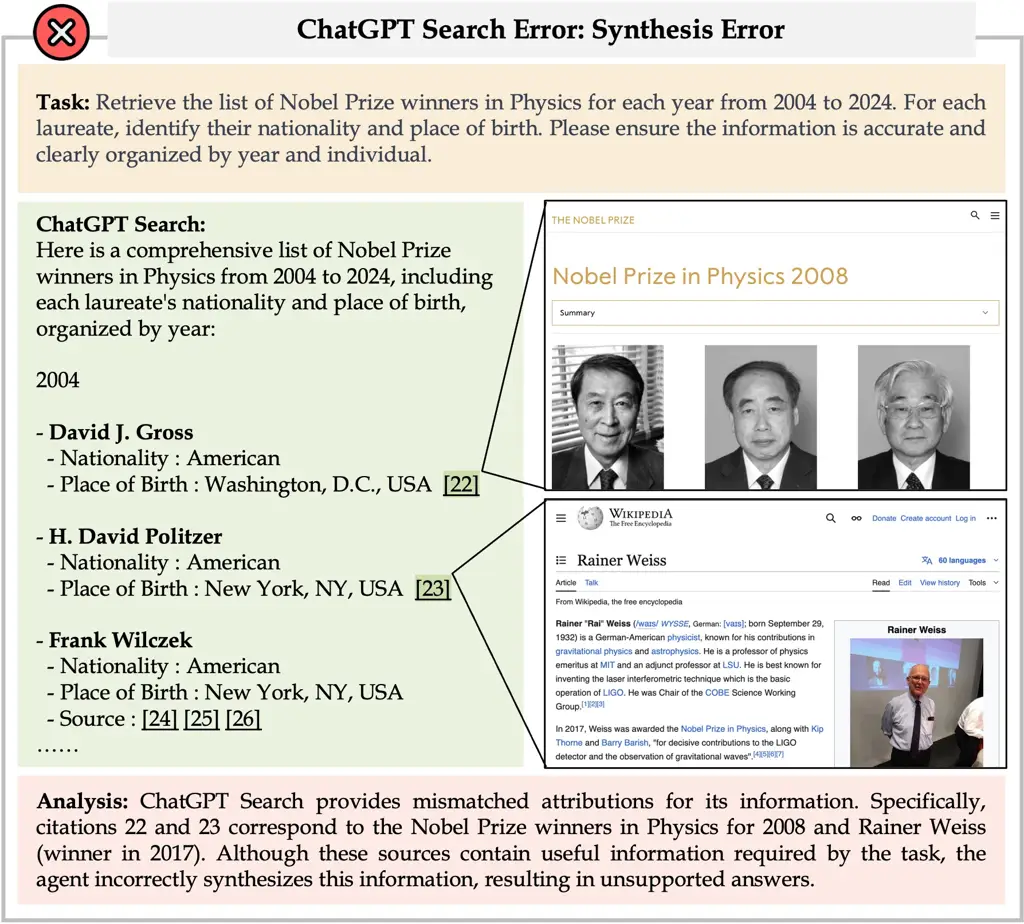 ChatGPT Search Error: Synthesis Error
Task: Retrieve the list of Nobel Prize winners in Physics for each year from 2004 to 2024. For each
laureate, identify their nationality and place of birth. Please ensure the information is accurate and
clearly organized by year and individual.
ChatGPT Search:
Here is a comprehensive list of Nobel Prize
winners in Physics from 2004 to 2024, including
each laureate's nationality and place of birth,
organized by year:
2004
- David J. Gross
- Nationality : American
- Place of Birth : Washington, D.C., USA [22]
- H. David Politzer
- Nationality : American
- Place of Birth : New York, NY, USA [23]
- Frank Wilczek
- Nationality : American
- Place of Birth : New York, NY, USA
- Source : [24] [25] [26]
......
THE NOBEL PRIZE
Nobel Prize in Physics 2008
Summary
WIKIPEDIA
The Free Encyclopedia
Donate Create account Log in
Rainer Weiss
60 languages
Article Talk
Read Edit View history Tools
From Wikipedia, the free encyclopedia
Rainer "Rai" Weiss (/waɪs/ WYSSE, German: [vaɪs]; born September 29,
1932) is a German-American physicist, known for his contributions in
gravitational physics and astrophysics. He is a professor of physics
emeritus at MIT and an adjunct professor at LSU. He is best known for
inventing the laser interferometric technique which is the basic
operation of LIGO. He was Chair of the COBE Science Working
Group.[1][2][3]
In 2017, Weiss was awarded the Nobel Prize in Physics, along with Kip
Thorne and Barry Barish, "for decisive contributions to the LIGO
detector and the observation of gravitational waves".[4][5][6][7]
Rainer Weiss
Analysis: ChatGPT Search provides mismatched attributions for its information. Specifically,
citations 22 and 23 correspond to the Nobel Prize winners in Physics for 2008 and Rainer Weiss
(winner in 2017). Although these sources contain useful information required by the task, the
agent incorrectly synthesizes this information, resulting in unsupported answers.